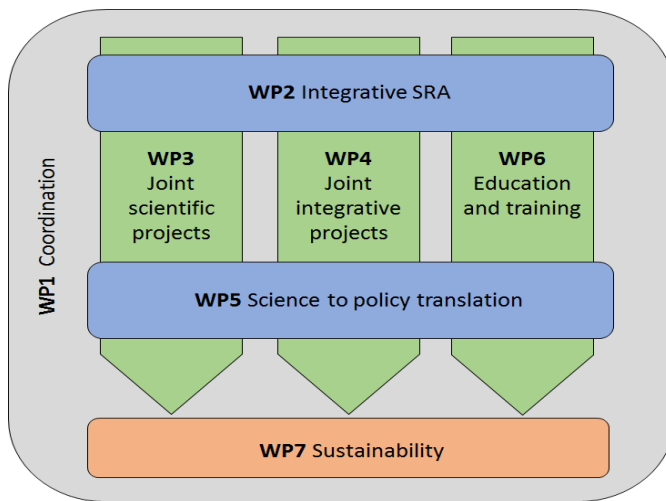 WP2 Integrative SRA
WP3
Joint
scientific
projects
WP4
Joint
integrative
projects
WP6
Education
and training
WP1 Coordination
WP5 Science to policy translation
WP7 Sustainability